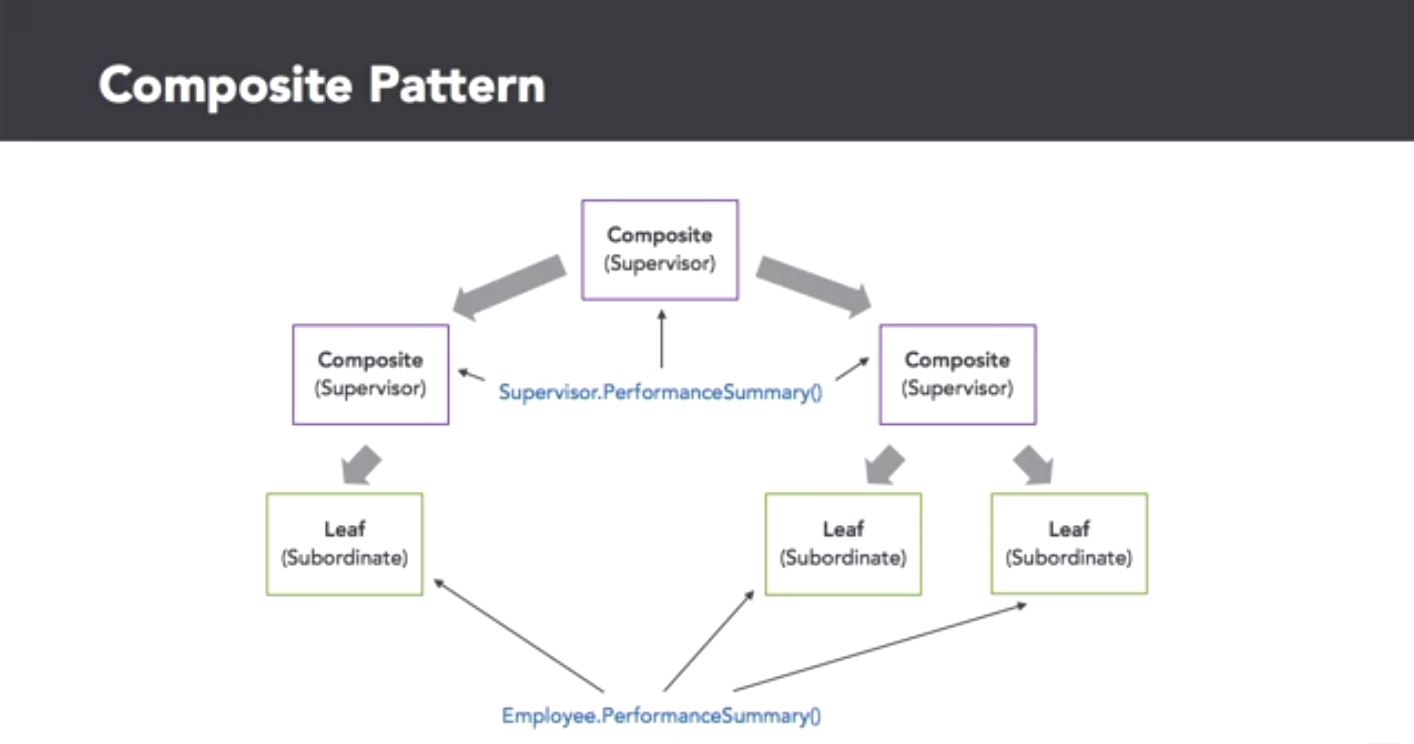 Composite Pattern
Composite
(Supervisor)
Composite
(Supervisor)
Supervisor.PerformanceSummary()
Composite
(Supervisor)
Leaf
(Subordinate)
Leaf
(Subordinate)
Leaf
(Subordinate)
Employee.PerformanceSummary()